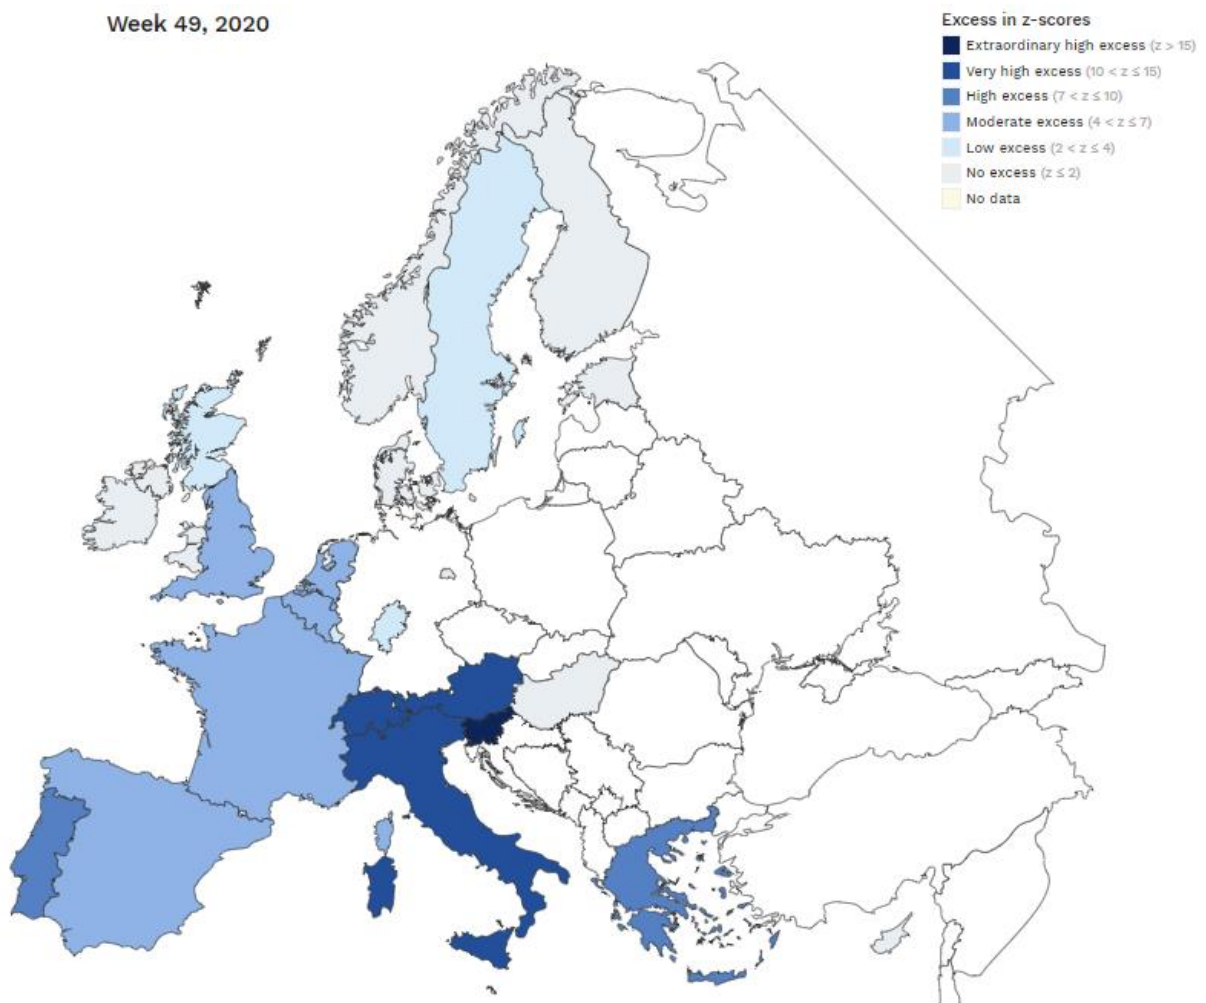 Week 49, 2020
Excess in z-scores
Extraordinary high excess (z > 15)
Very high excess (10 < z ≤ 15)
High excess (7 < z ≤ 10)
Moderate excess (4 < z ≤ 7)
Low excess (2 < z ≤ 4)
No excess (z ≤ 2)
No data